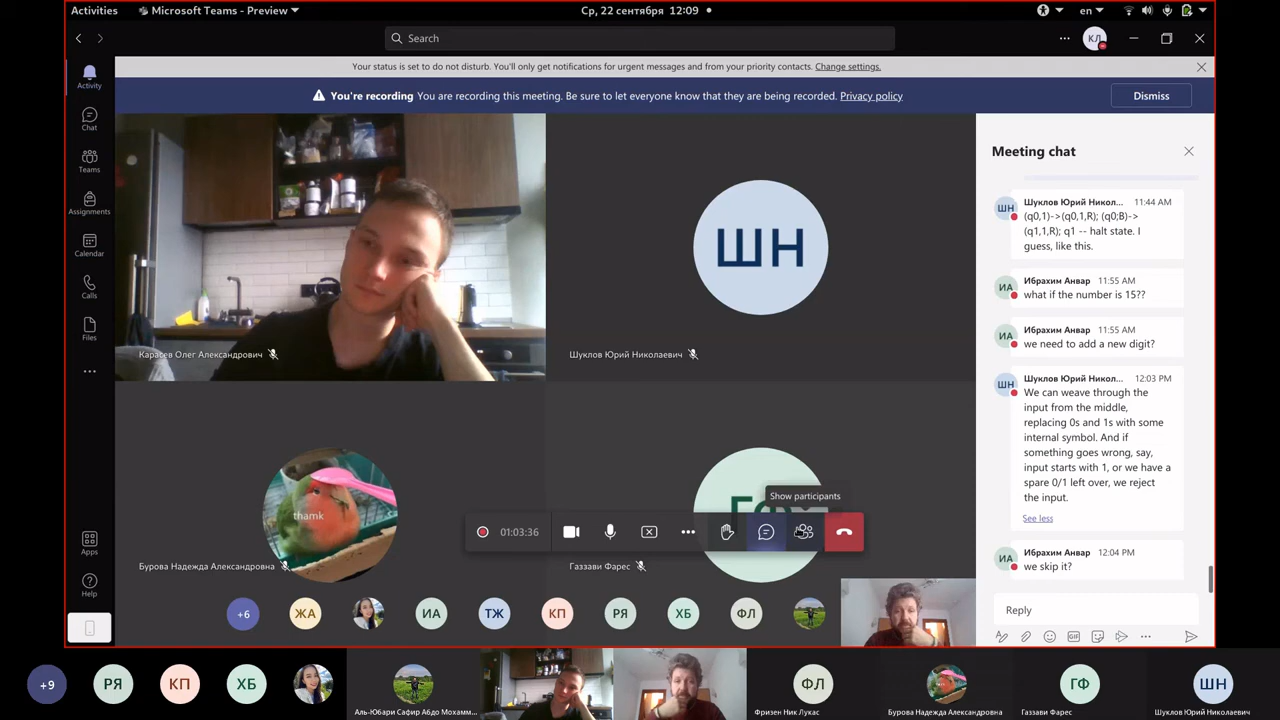 Activities
Microsoft Teams - Preview
Ср, 22 сентября 12:09
en
Search
КЛ
Your status is set to do not disturb. You'll only get notifications for urgent messages and from your priority contacts. Change settings.
You're recording You are recording this meeting. Be sure to let everyone know that they are being recorded. Privacy policy
Dismiss
Activity
Chat
Teams
Assignments
Calendar
Calls
Files
Apps
Help
Карасев Олег Александрович
ШН
Шуклов Юрий Николаевич
thamk
Бурова Надежда Александровна
Газзави Фарес
Show participants
01:03:36
+6
ЖА
ИА
ТЖ
КП
РЯ
ХБ
ФЛ
Meeting chat
ШН
Шуклов Юрий Никол... 11:44 AM
(q0,1)->(q0,1,R); (q0;B)->
(q1,1,R); q1 -- halt state. I
guess, like this.
ИА
Ибрахим Анвар 11:55 AM
what if the number is 15??
ИА
Ибрахим Анвар 11:55 AM
we need to add a new digit?
ШН
Шуклов Юрий Никол... 12:03 PM
We can weave through the
input from the middle,
replacing 0s and 1s with some
internal symbol. And if
something goes wrong, say,
input starts with 1, or we have a
spare 0/1 left over, we reject
the input.
See less
ИА
Ибрахим Анвар 12:04 PM
we skip it?
Reply
GIF
+9
РЯ
КП
ХБ
Аль-Юбари Сафир Абдо Мохамм...
ФЛ
Фризен Ник Лукас
Бурова Надежда Александровна
ГФ
Газзави Фарес
ШН
Шуклов Юрий Николаевич